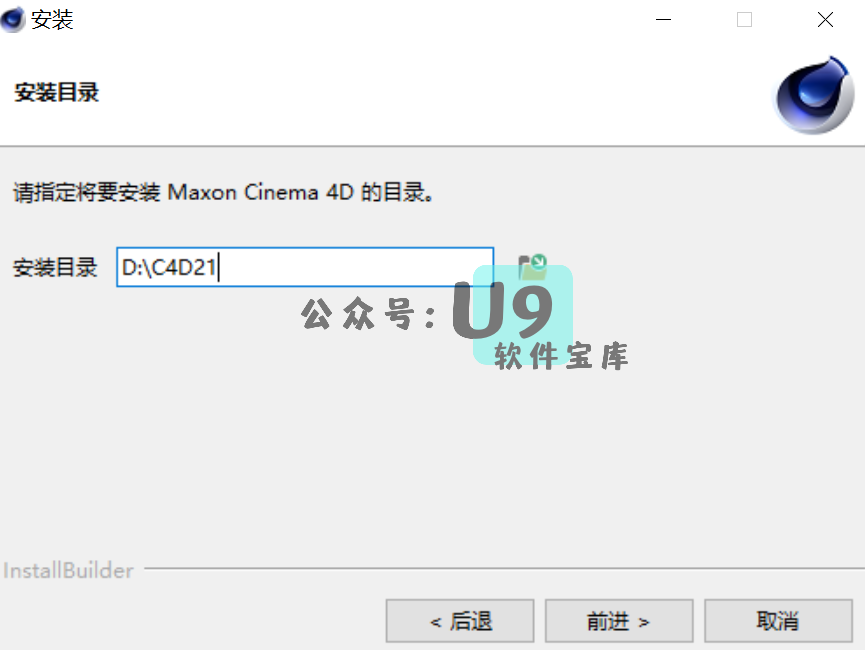 安装
安装目录
请指定将要安装 Maxon Cinema 4D 的目录。
安装目录 D:\C4D21
公众号: U9
软件宝库
InstallBuilder
< 后退 前进 > 取消